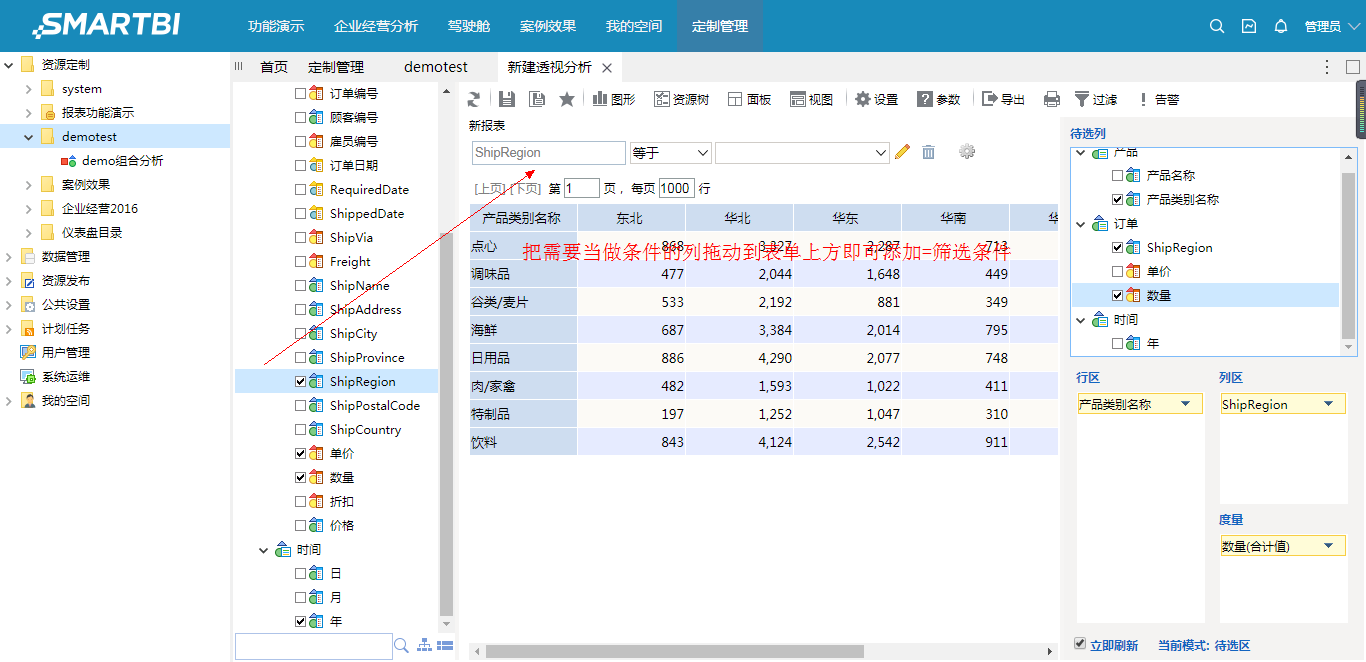 SMARTBI
功能演示 企业经营分析 驾驶舱 案例效果 我的空间 定制管理
管理员
资源定制
system
报表功能演示
demotest
demo组合分析
案例效果
企业经营2016
仪表盘目录
数据管理
资源发布
公共设置
计划任务
用户管理
系统运维
我的空间
首页 定制管理 demotest 新建透视分析
订单编号
顾客编号
雇员编号
订单日期
RequiredDate
ShippedDate
ShipVia
Freight
ShipName
ShipAddress
ShipCity
ShipProvince
ShipRegion
ShipPostalCode
ShipCountry
单价
数量
折扣
价格
时间
日
月
年
图形 资源树 面板 视图 设置 参数 导出 过滤 告警
新报表
ShipRegion 等于
[上页] [下页] 第 1 页，每页 1000 行
产品类别名称 东北 华北 华东 华南 华
点心 868 3,327 2,287 713
把需要当做条件的列拖动到表单上方即可添加=筛选条件
调味品 477 2,044 1,648 449
谷类/麦片 533 2,192 881 349
海鲜 687 3,384 2,014 795
日用品 886 4,290 2,077 748
肉/家禽 482 1,593 1,022 411
特制品 197 1,252 1,047 310
饮料 843 4,124 2,542 911
待选列
产品
产品名称
产品类别名称
订单
ShipRegion
单价
数量
时间
年
行区 列区
产品类别名称 ShipRegion
度量
数量(合计值)
立即刷新 当前模式: 待选区